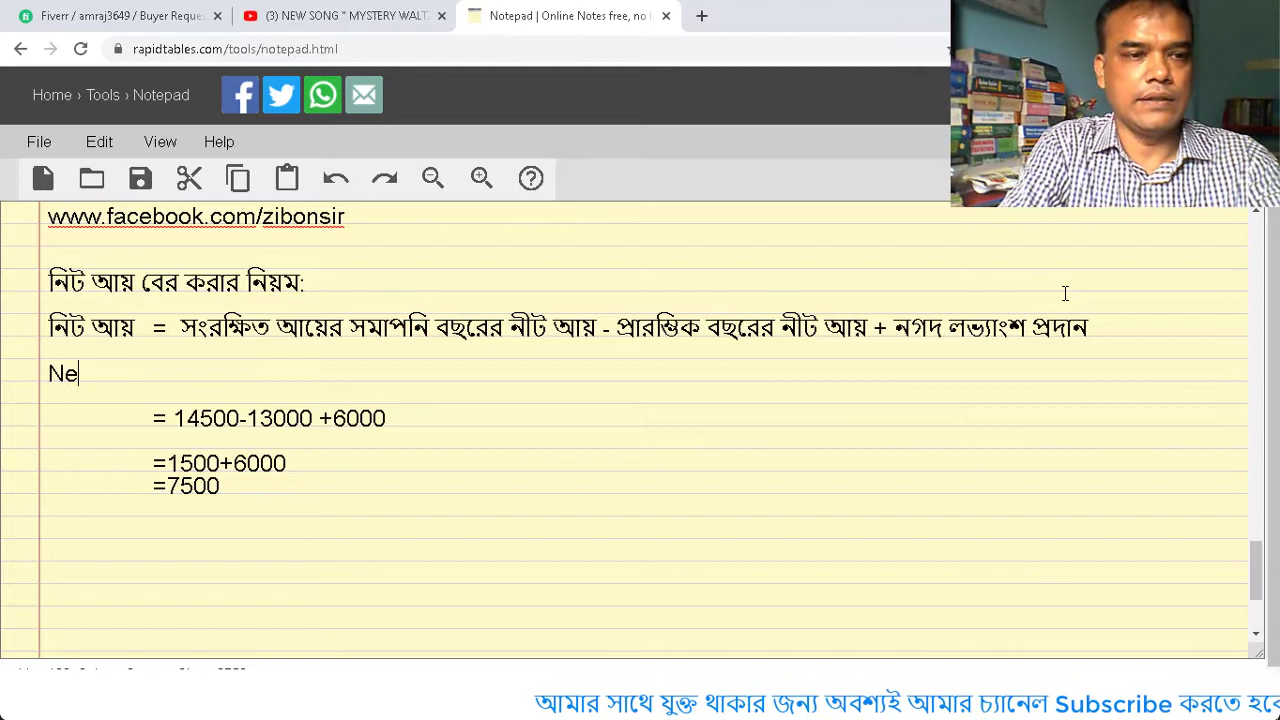 Fiverr / amraj3649 / Buyer Reque
(3) NEW SONG " MYSTERY WALT
Notepad | Online Notes free, no l
rapidtables.com/tools/notepad.html
Home › Tools › Notepad
File Edit View Help
www.facebook.com/zibonsir
নিট আয় বের করার নিয়ম:
নিট আয় = সংরক্ষিত আয়ের সমাপনি বছরের নীট আয় - প্রারম্ভিক বছরের নীট আয় + নগদ লভ্যাংশ প্রদান
Ne
= 14500-13000 +6000
=1500+6000
=7500
আমার সাথে যুক্ত থাকার জন্য অবশ্যই আমার চ্যানেল Subscribe করতে হবে